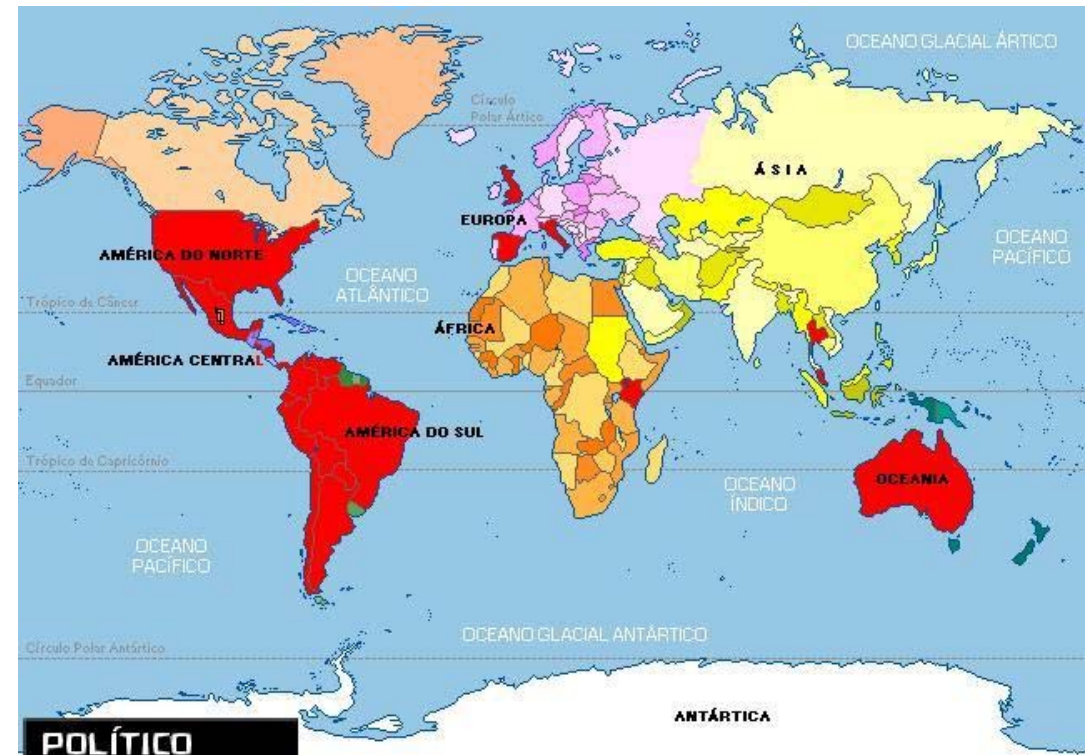 OCEANO GLACIAL ÁRTICO
Círculo
Polar Ártico
ÁSIA
EUROPA
AMÉRICA DO NORTE
OCEANO
PACÍFICO
OCEANO
ATLÂNTICO
Trópico de Câncer
ÁFRICA
AMÉRICA CENTRAL
Equador
AMÉRICA DO SUL
Trópico de Capricórnio
OCEANIA
OCEANO
ÍNDICO
OCEANO
PACÍFICO
OCEANO GLACIAL ANTÁRTICO
Círculo Polar Antártico
ANTÁRTICA
POLÍTICO